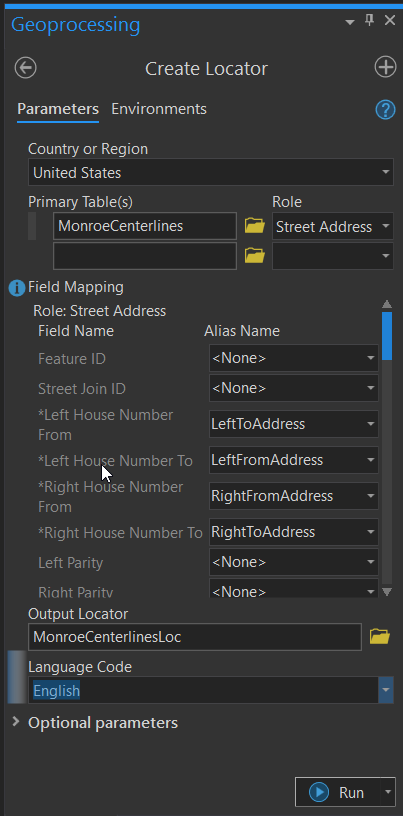 Geoprocessing
Create Locator
Parameters Environments
Country or Region
United States
Primary Table(s) Role
MonroeCenterlines Street Address
Field Mapping
Role: Street Address
Field Name Alias Name
Feature ID <None>
Street Join ID <None>
*Left House Number
From
LeftToAddress
*Left House Number To LeftFromAddress
*Right House Number
From
RightFromAddress
*Right House Number To RightToAddress
Left Parity <None>
Right Parity <None>
Output Locator
MonroeCenterlinesLoc
Language Code
English
Optional parameters
Run